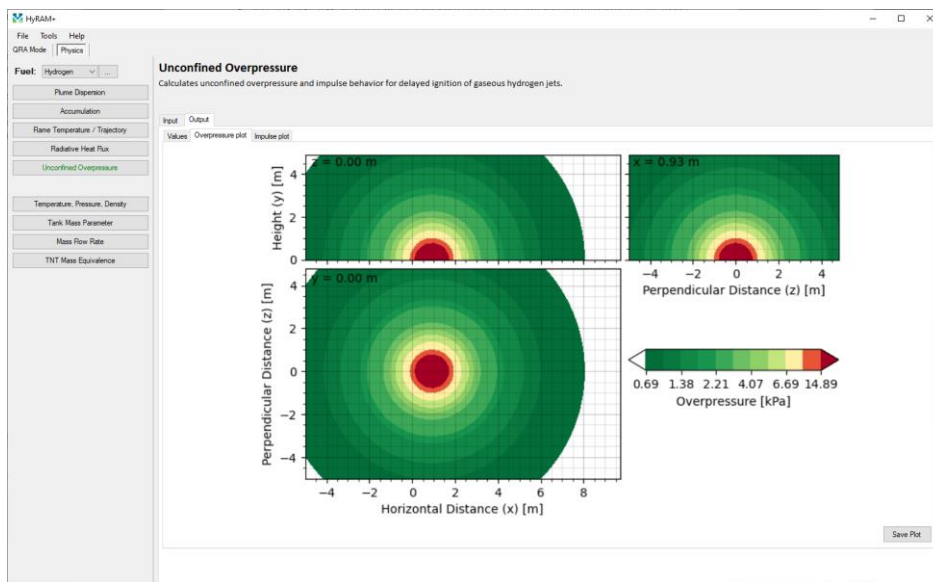 HyRAM+
File Tools Help
QRA Mode Physics
Fuel: Hydrogen ...
Plume Dispersion
Accumulation
Flame Temperature / Trajectory
Radiative Heat Flux
Unconfined Overpressure
Temperature, Pressure, Density
Tank Mass Parameter
Mass Flow Rate
TNT Mass Equivalence
Unconfined Overpressure
Calculates unconfined overpressure and impulse behavior for delayed ignition of gaseous hydrogen jets.
Input Output
Values Overpressure plot Impulse plot
z = 0.00 m
Height (y) [m]
4
2
0
x = 0.93 m
−4 −2 0 2 4
Perpendicular Distance (z) [m]
y = 0.00 m
Perpendicular Distance (z) [m]
4
2
0
−2
−4
−4 −2 0 2 4 6 8
Horizontal Distance (x) [m]
0.69 1.38 2.21 4.07 6.69 14.89
Overpressure [kPa]
Save Plot